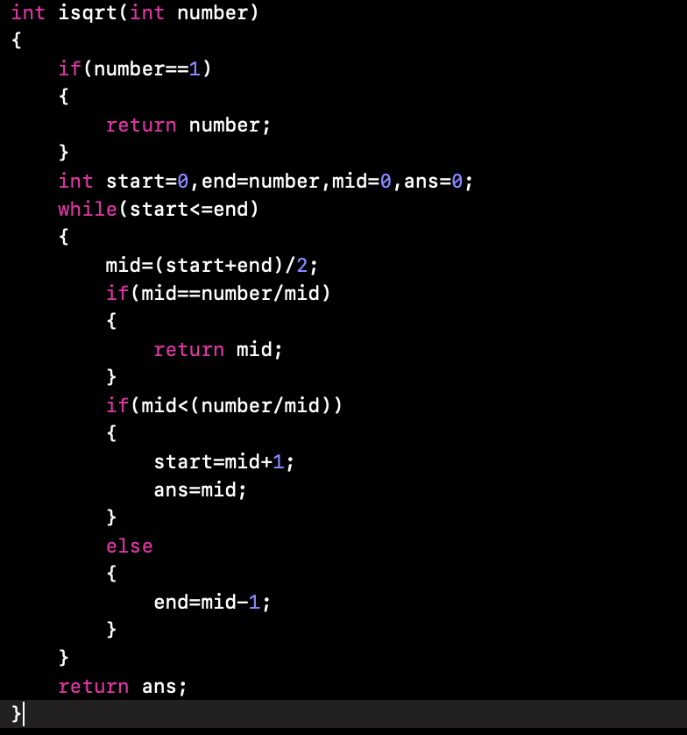 int isqrt(int number)
{
    if(number==1)
    {
        return number;
    }
    int start=0,end=number,mid=0,ans=0;
    while(start<=end)
    {
        mid=(start+end)/2;
        if(mid==number/mid)
        {
            return mid;
        }
        if(mid<(number/mid))
        {
            start=mid+1;
            ans=mid;
        }
        else
        {
            end=mid-1;
        }
    }
    return ans;
}